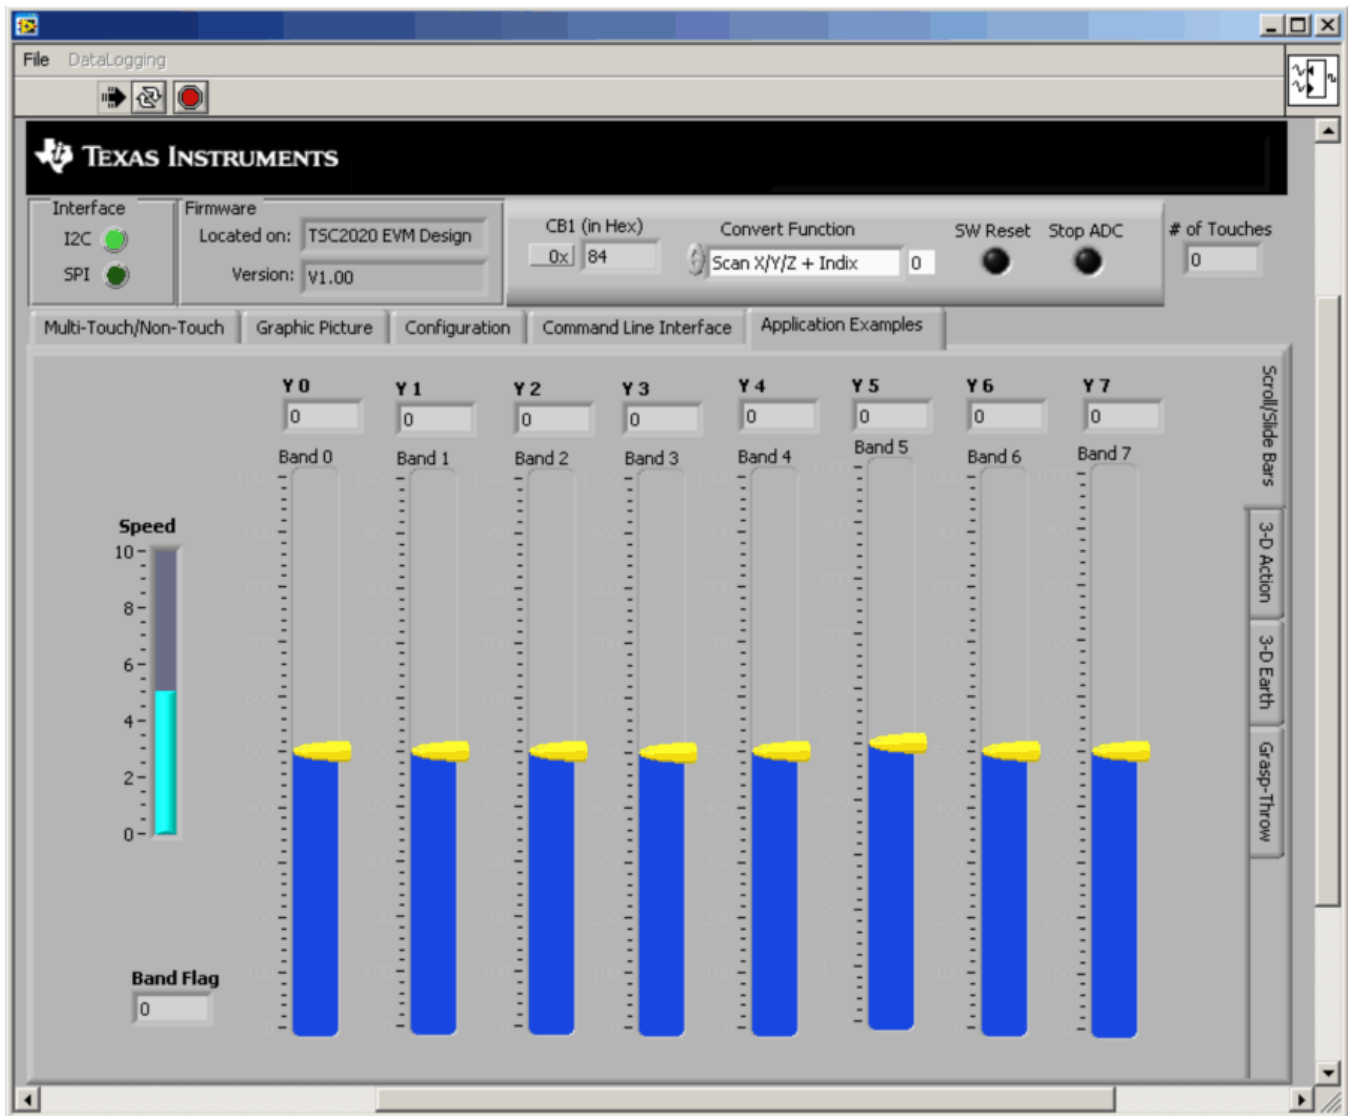 File DataLogging
TEXAS INSTRUMENTS
Interface
I2C
SPI
Firmware
Located on: TSC2020 EVM Design
Version: V1.00
CB1 (in Hex)
0x 84
Convert Function
Scan X/Y/Z + Indix 0
SW Reset Stop ADC
# of Touches
0
Multi-Touch/Non-Touch Graphic Picture Configuration Command Line Interface Application Examples
Y 0 Y 1 Y 2 Y 3 Y 4 Y 5 Y 6 Y 7
0 0 0 0 0 0 0 0
Band 0 Band 1 Band 2 Band 3 Band 4 Band 5 Band 6 Band 7
Speed
10
8
6
4
2
0
Band Flag
0
Scroll/Slide Bars
3-D Action
3-D Earth
Grasp-Throw